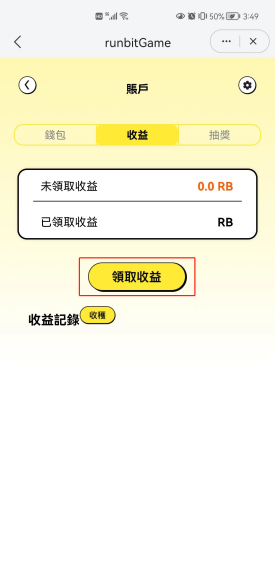 50% 3:49
runbitGame
賬戶
錢包 收益 抽獎
未領取收益 0.0 RB
已領取收益 RB
領取收益
收益記錄 收穫